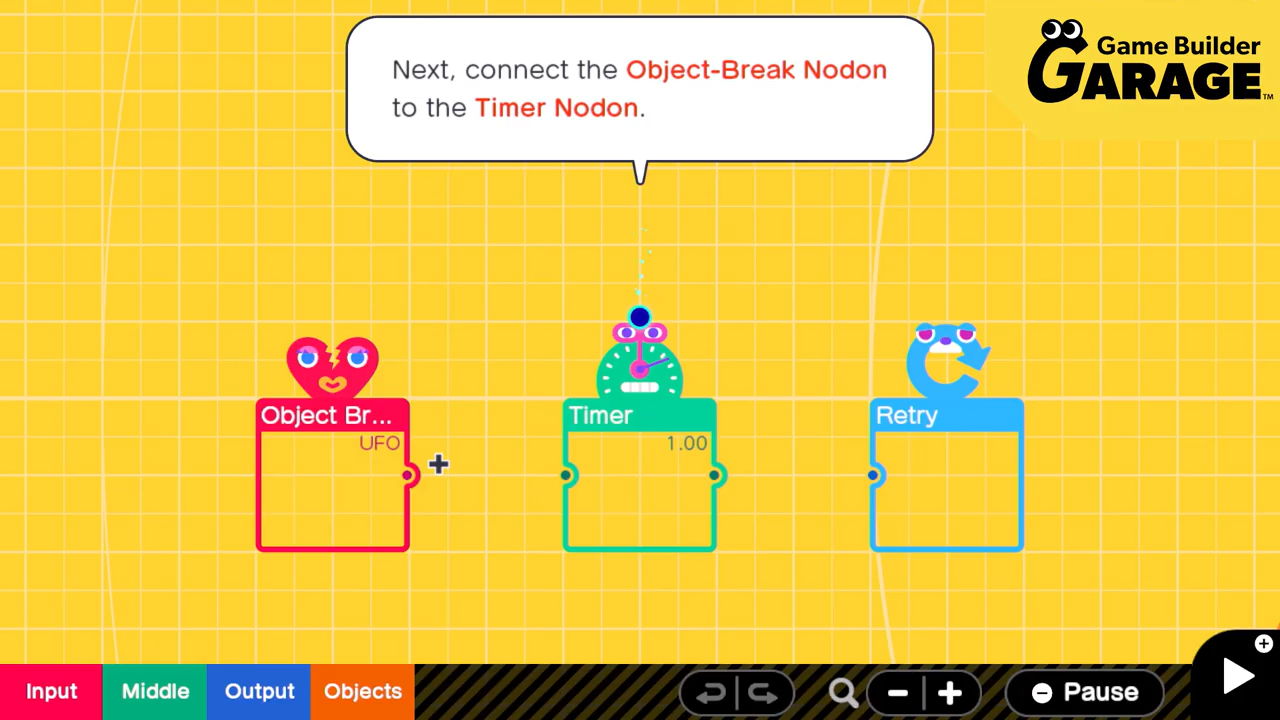 Next, connect the Object-Break Nodon
to the Timer Nodon.
Game Builder
GARAGE™
Object Br...
UFO
Timer
1.00
Retry
Input
Middle
Output
Objects
Pause